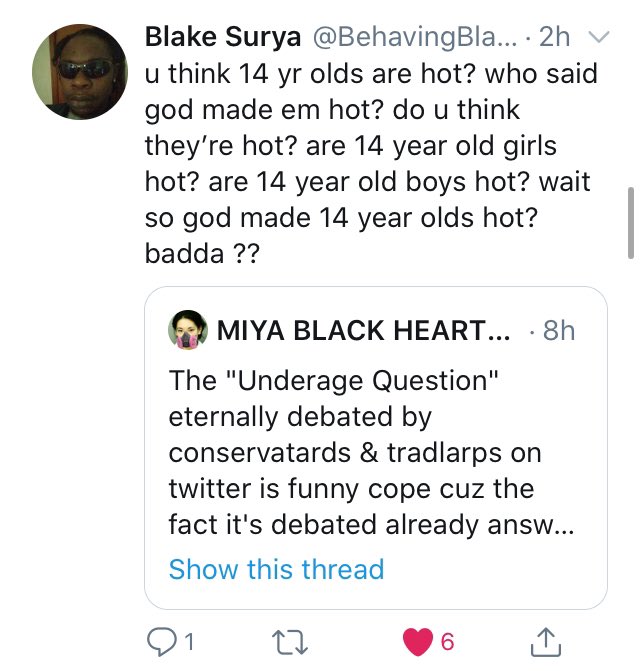 Blake Surya @BehavingBla... · 2h
u think 14 yr olds are hot? who said
god made em hot? do u think
they're hot? are 14 year old girls
hot? are 14 year old boys hot? wait
so god made 14 year olds hot?
badda ??
MIYA BLACK HEART... · 8h
The "Underage Question"
eternally debated by
conservatards & tradlarps on
twitter is funny cope cuz the
fact it's debated already answ...
Show this thread
1
6